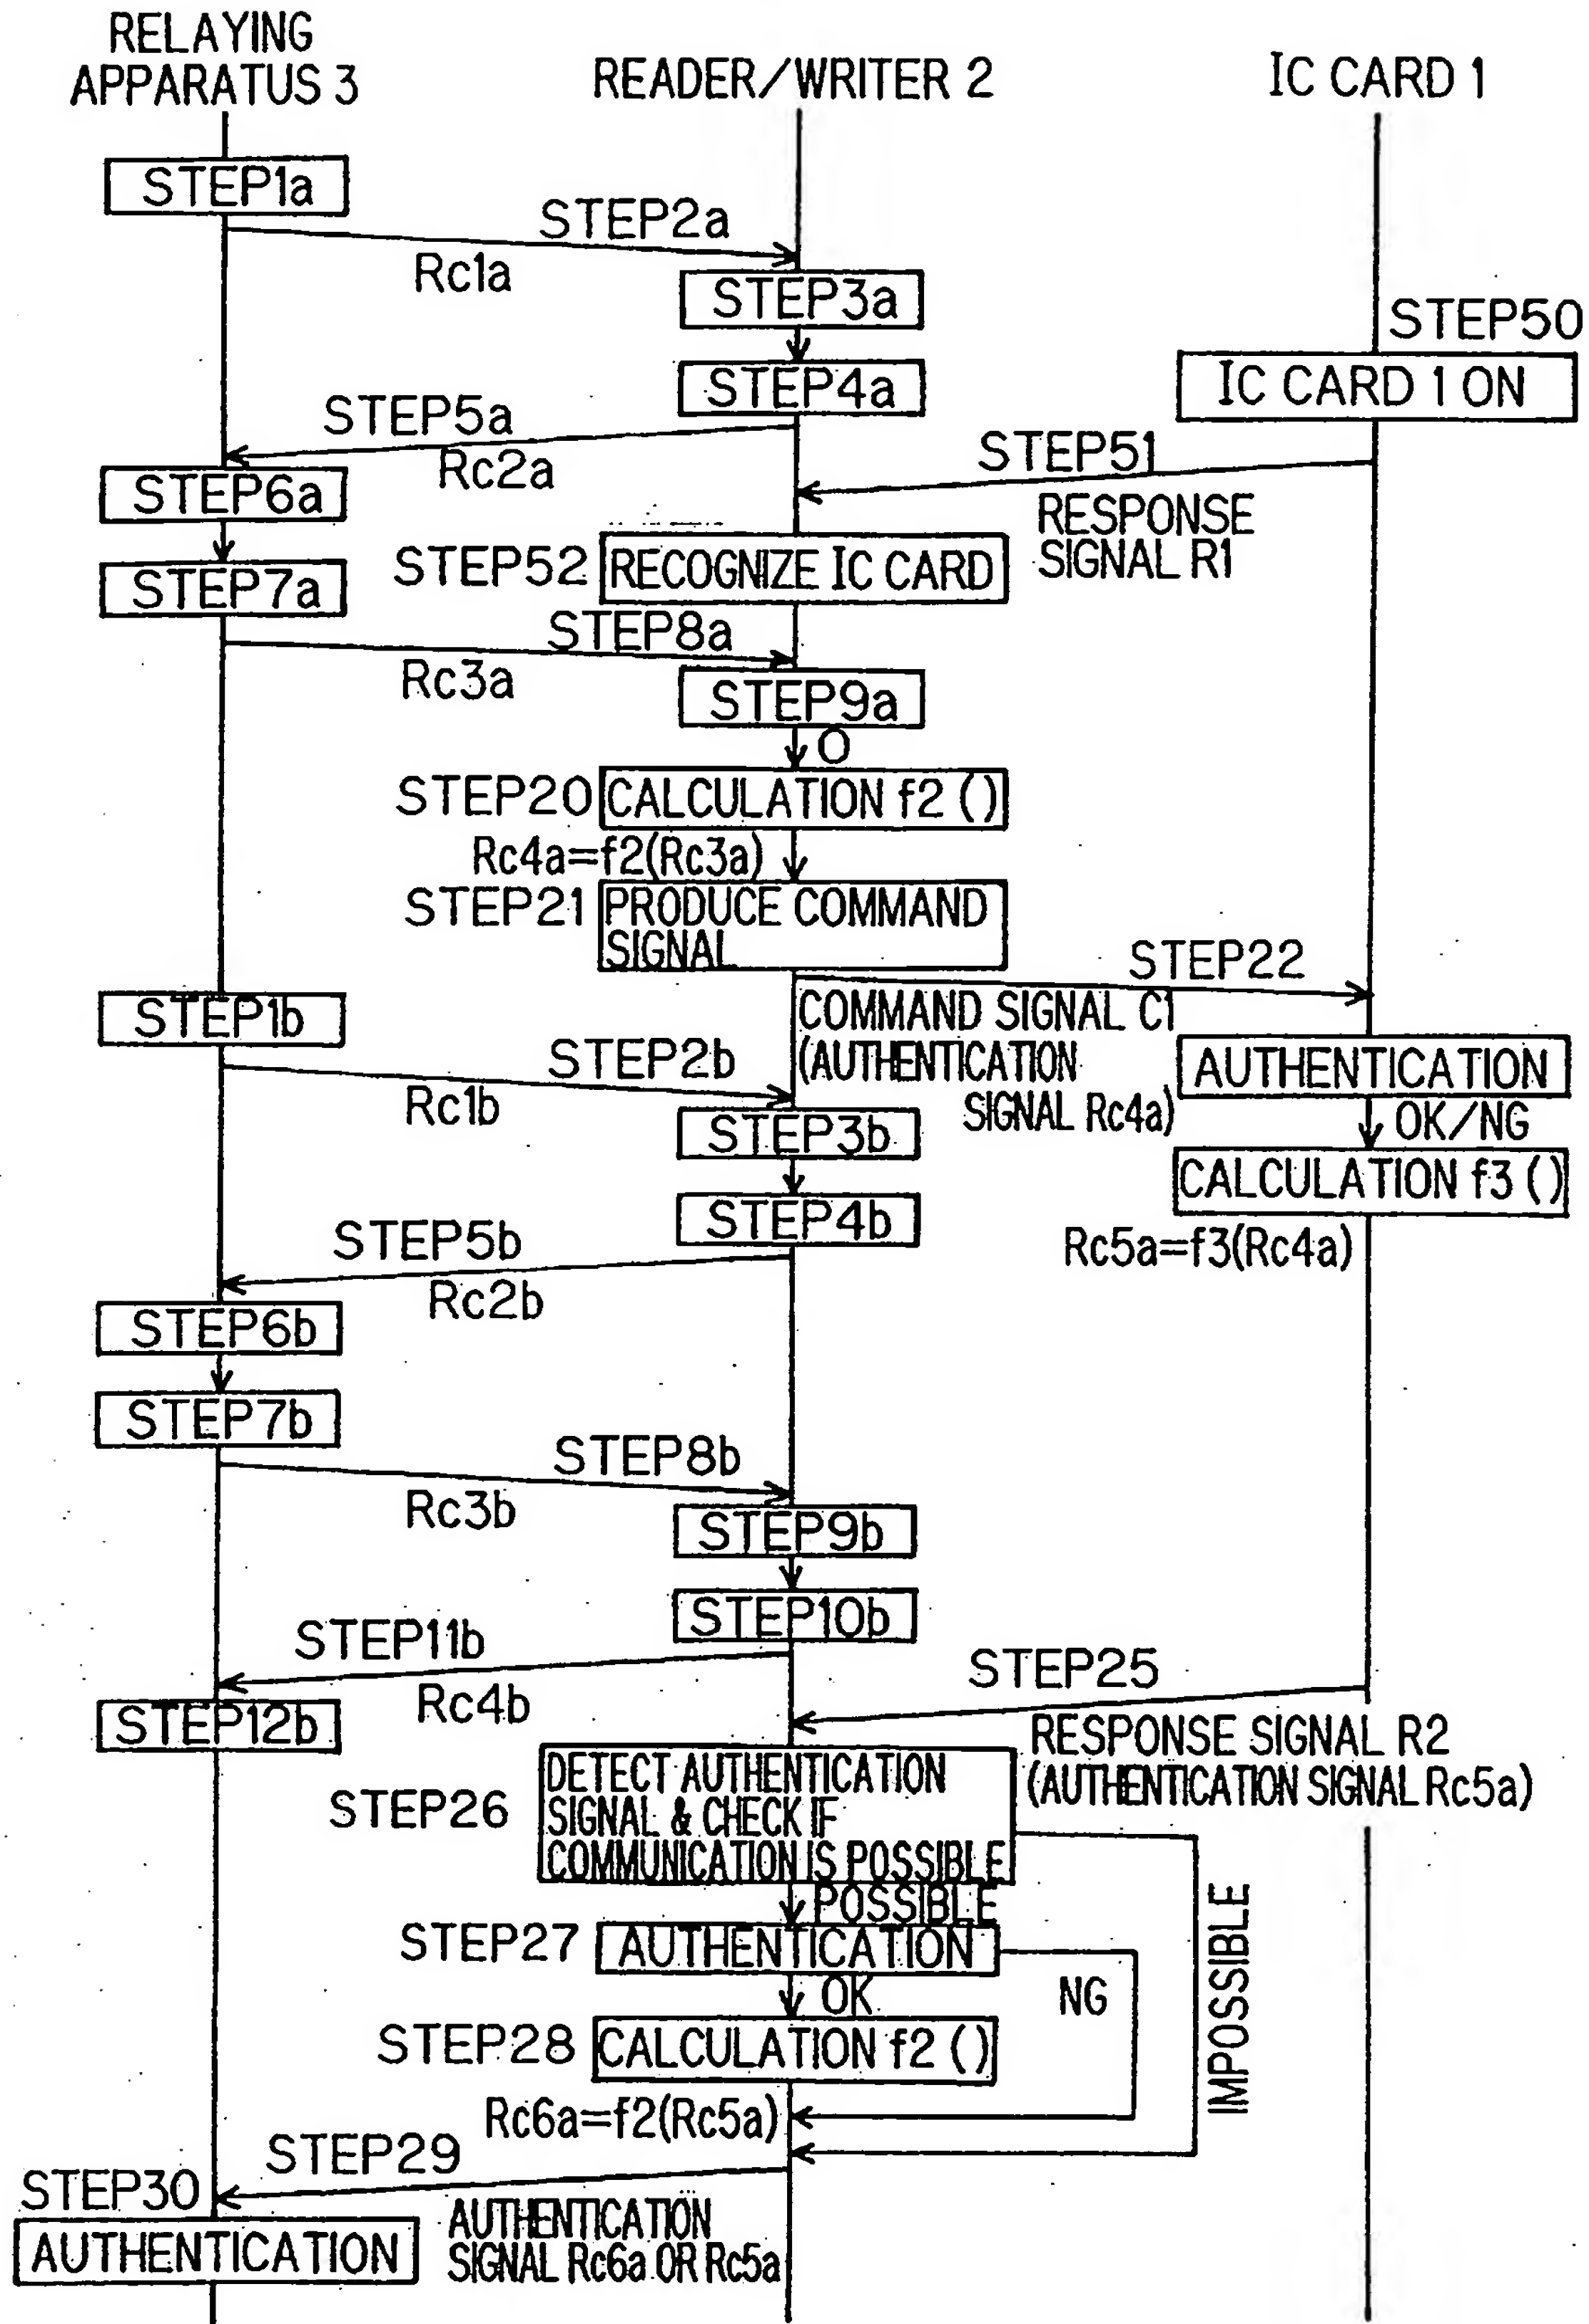 RELAYING
APPARATUS 3
READER/WRITER 2
IC CARD 1
STEP1a
STEP2a
Rc1a
STEP3a
STEP50
STEP4a
IC CARD 1 ON
STEP5a
Rc2a
STEP51
STEP6a
RESPONSE
SIGNAL R1
STEP52
RECOGNIZE IC CARD
STEP7a
STEP8a
Rc3a
STEP9a
O
STEP20
CALCULATION f2 ()
Rc4a=f2(Rc3a)
STEP21
PRODUCE COMMAND
SIGNAL
STEP22
STEP1b
COMMAND SIGNAL C1
(AUTHENTICATION
SIGNAL Rc4a)
STEP2b
Rc1b
AUTHENTICATION
OK/NG
STEP3b
CALCULATION f3 ()
Rc5a=f3(Rc4a)
STEP4b
STEP5b
Rc2b
STEP6b
STEP7b
STEP8b
Rc3b
STEP9b
STEP10b
STEP11b
Rc4b
STEP25
STEP12b
RESPONSE SIGNAL R2
(AUTHENTICATION SIGNAL Rc5a)
STEP26
DETECT AUTHENTICATION
SIGNAL & CHECK IF
COMMUNICATION IS POSSIBLE
POSSIBLE
IMPOSSIBLE
STEP27
AUTHENTICATION
OK
NG
STEP28
CALCULATION f2 ()
Rc6a=f2(Rc5a)
STEP29
STEP30
AUTHENTICATION
AUTHENTICATION
SIGNAL Rc6a OR Rc5a